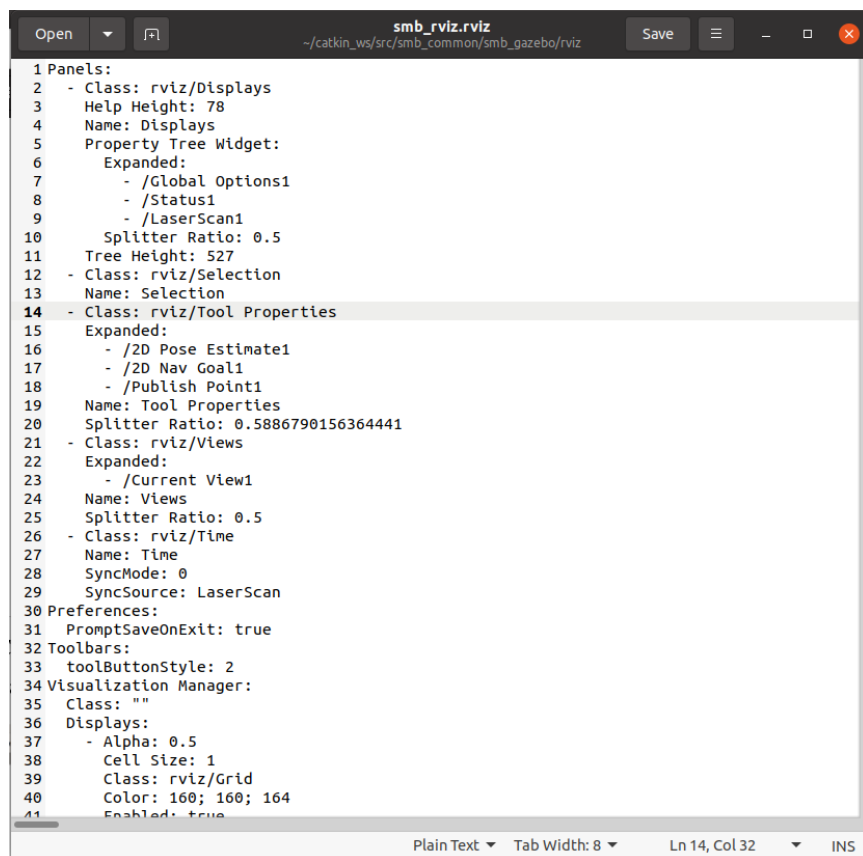 Open
smb_rviz.rviz
~/catkin_ws/src/smb_common/smb_gazebo/rviz
Save
1 Panels:
2   - Class: rviz/Displays
3     Help Height: 78
4     Name: Displays
5     Property Tree Widget:
6       Expanded:
7         - /Global Options1
8         - /Status1
9         - /LaserScan1
10       Splitter Ratio: 0.5
11     Tree Height: 527
12   - Class: rviz/Selection
13     Name: Selection
14   - Class: rviz/Tool Properties
15     Expanded:
16       - /2D Pose Estimate1
17       - /2D Nav Goal1
18       - /Publish Point1
19     Name: Tool Properties
20     Splitter Ratio: 0.5886790156364441
21   - Class: rviz/Views
22     Expanded:
23       - /Current View1
24     Name: Views
25     Splitter Ratio: 0.5
26   - Class: rviz/Time
27     Name: Time
28     SyncMode: 0
29     SyncSource: LaserScan
30 Preferences:
31   PromptSaveOnExit: true
32 Toolbars:
33   toolButtonStyle: 2
34 Visualization Manager:
35   Class: ""
36   Displays:
37     - Alpha: 0.5
38       Cell Size: 1
39       Class: rviz/Grid
40       Color: 160; 160; 164
41       Enabled: true
Plain Text Tab Width: 8 Ln 14, Col 32 INS